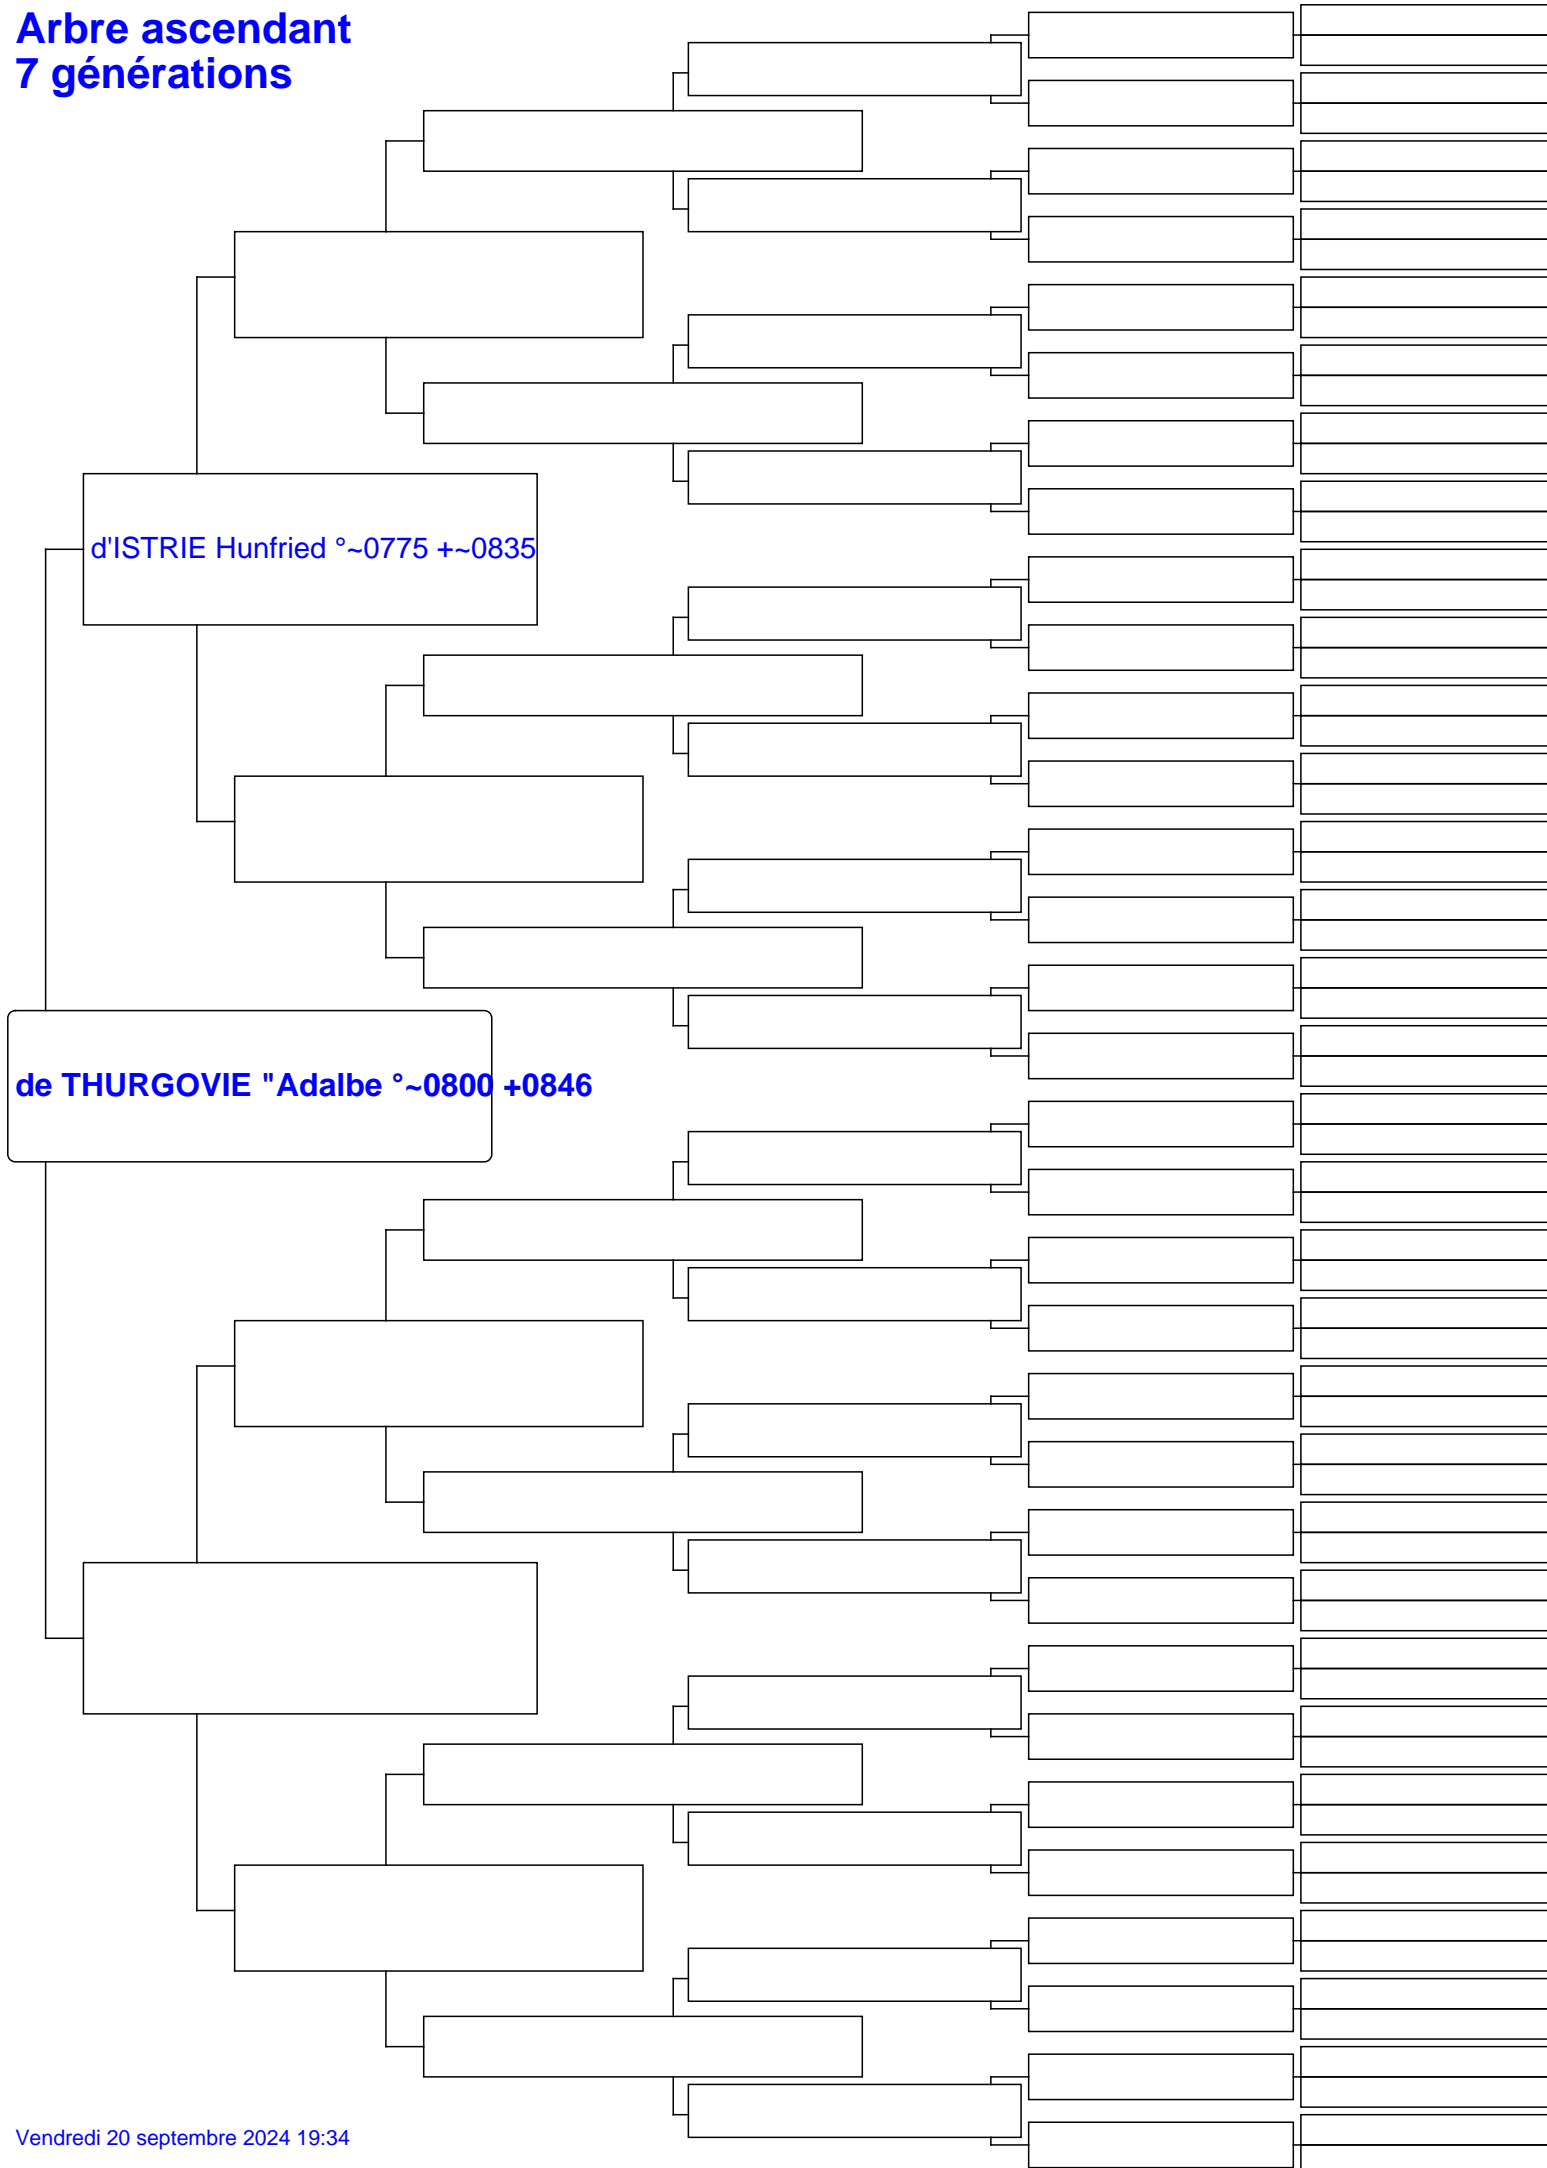 Arbre ascendant
7 générations
d'ISTRIE Hunfried °~0775 +~0835
de THURGOVIE "Adalbe °~0800 +0846
Vendredi 20 septembre 2024 19:34